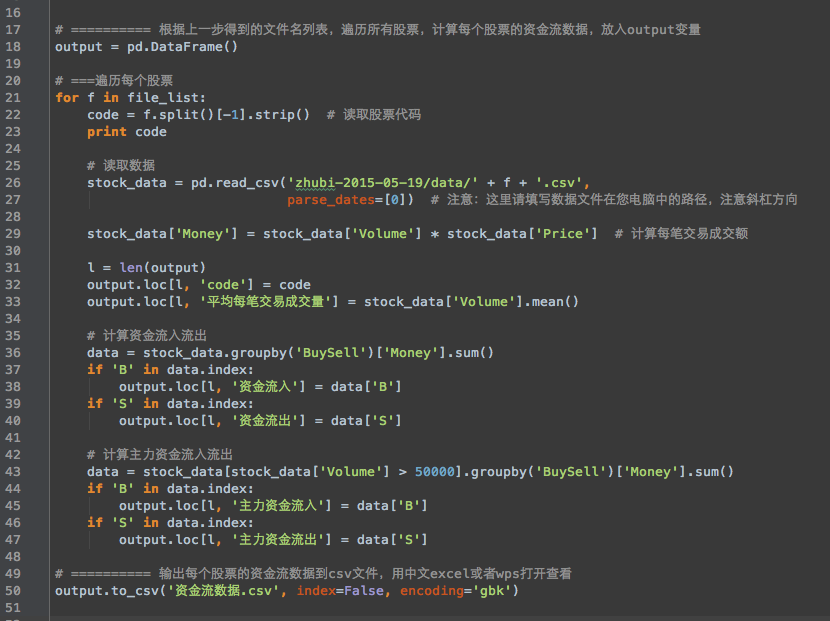 16
17 # ========== 根据上一步得到的文件名列表，遍历所有股票，计算每个股票的资金流数据，放入output变量
18 output = pd.DataFrame()
19
20 # ===遍历每个股票
21 for f in file_list:
22     code = f.split()[-1].strip()  # 读取股票代码
23     print code
24
25     # 读取数据
26     stock_data = pd.read_csv('zhubi-2015-05-19/data/' + f + '.csv',
27                              parse_dates=[0])  # 注意：这里请填写数据文件在您电脑中的路径，注意斜杠方向
28
29     stock_data['Money'] = stock_data['Volume'] * stock_data['Price']  # 计算每笔交易成交额
30
31     l = len(output)
32     output.loc[l, 'code'] = code
33     output.loc[l, '平均每笔交易成交量'] = stock_data['Volume'].mean()
34
35     # 计算资金流入流出
36     data = stock_data.groupby('BuySell')['Money'].sum()
37     if 'B' in data.index:
38         output.loc[l, '资金流入'] = data['B']
39     if 'S' in data.index:
40         output.loc[l, '资金流出'] = data['S']
41
42     # 计算主力资金流入流出
43     data = stock_data[stock_data['Volume'] > 50000].groupby('BuySell')['Money'].sum()
44     if 'B' in data.index:
45         output.loc[l, '主力资金流入'] = data['B']
46     if 'S' in data.index:
47         output.loc[l, '主力资金流出'] = data['S']
48
49 # ========== 输出每个股票的资金流数据到csv文件，用中文excel或者wps打开查看
50 output.to_csv('资金流数据.csv', index=False, encoding='gbk')
51